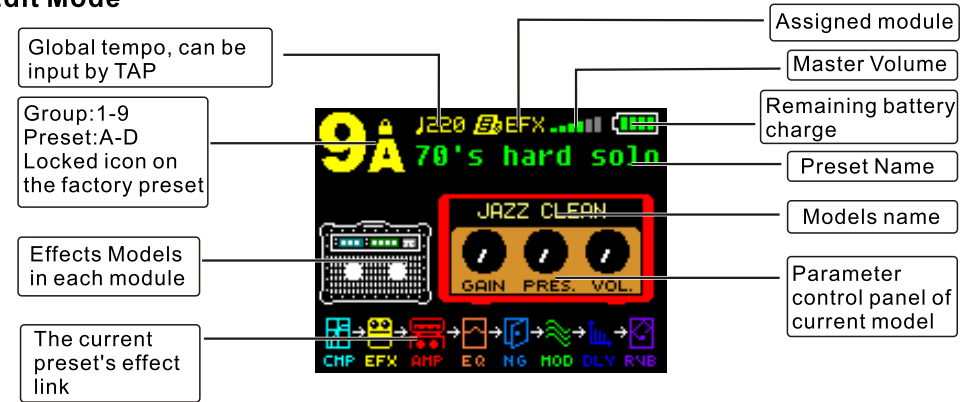 Edit Mode
Global tempo, can be
input by TAP
Group:1-9
Preset:A-D
Locked icon on
the factory preset
Effects Models
in each module
The current
preset's effect
link
9A
♩220 EFX
70's hard solo
JAZZ CLEAN
GAIN PRES. VOL.
CMP EFX AMP EQ NG MOD DLY RVB
Assigned module
Master Volume
Remaining battery
charge
Preset Name
Models name
Parameter
control panel of
current model